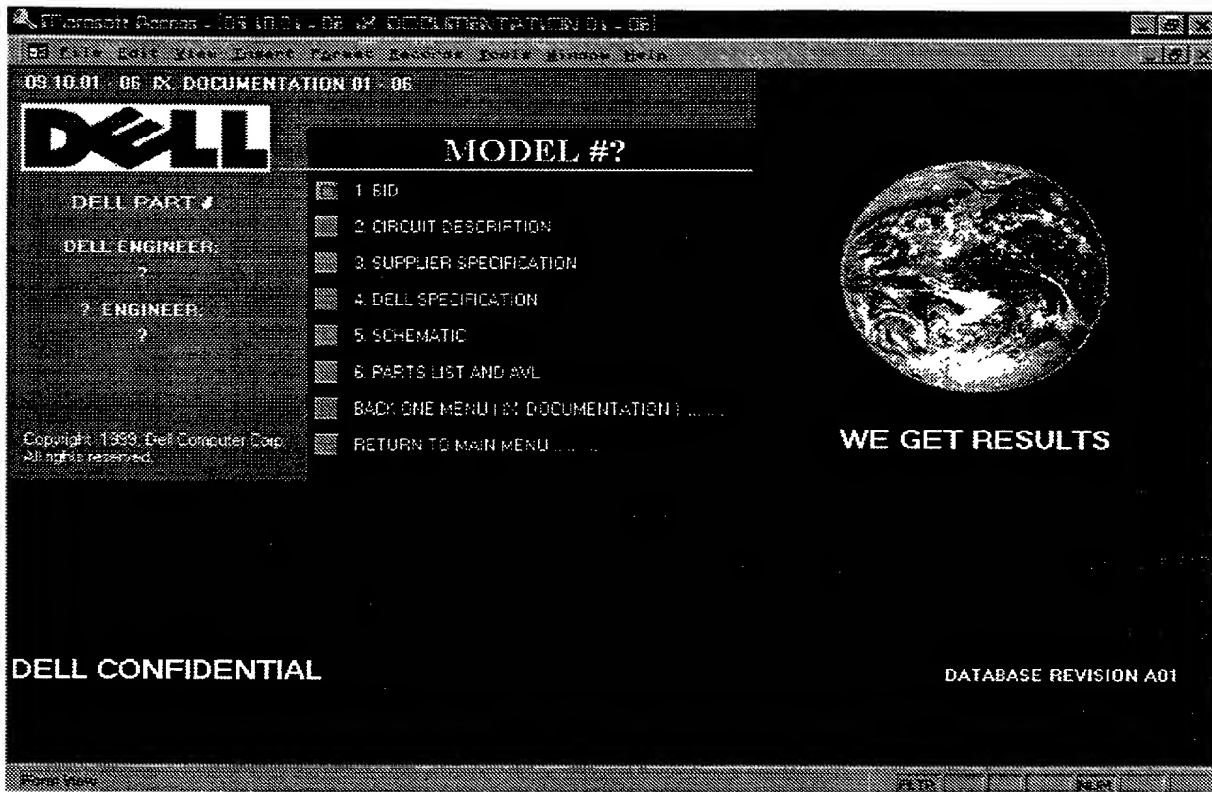 Microsoft Access - [09.10.01 - 06 IX. DOCUMENTATION 01 - 06]
File Edit View Insert Format Records Tools Window Help
09.10.01 - 06 IX. DOCUMENTATION 01 - 06
DELL
MODEL #?
DELL PART #
DELL ENGINEER:
?
? ENGINEER:
?
1. BID
2. CIRCUIT DESCRIPTION
3. SUPPLIER SPECIFICATION
4. DELL SPECIFICATION
5. SCHEMATIC
6. PARTS LIST AND AVL
BACK ONE MENU ( IX DOCUMENTATION ) ........
RETURN TO MAIN MENU ........
Copyright 1999, Dell Computer Corp.
All rights reserved.
WE GET RESULTS
DELL CONFIDENTIAL
DATABASE REVISION A01
Form View
FLTR
NUM